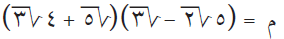 م = (٥√٢ − √٣)(√٥ + ٤√٣)